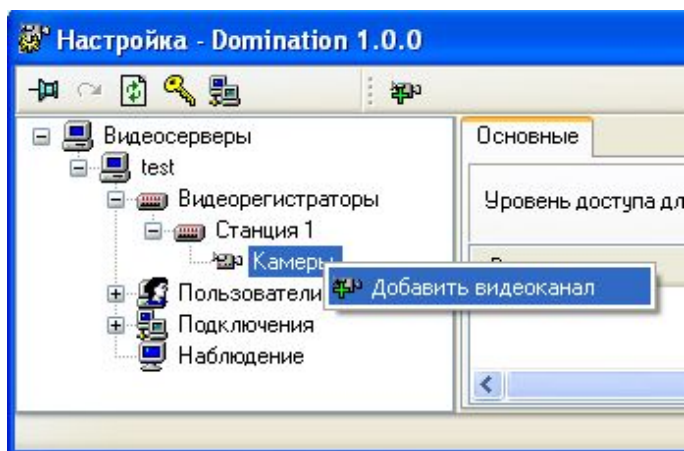 Настройка - Domination 1.0.0
Видеосерверы
test
Видеорегистраторы
Станция 1
Камеры
Добавить видеоканал
Пользователи
Подключения
Наблюдение
Основные
Уровень доступа дл